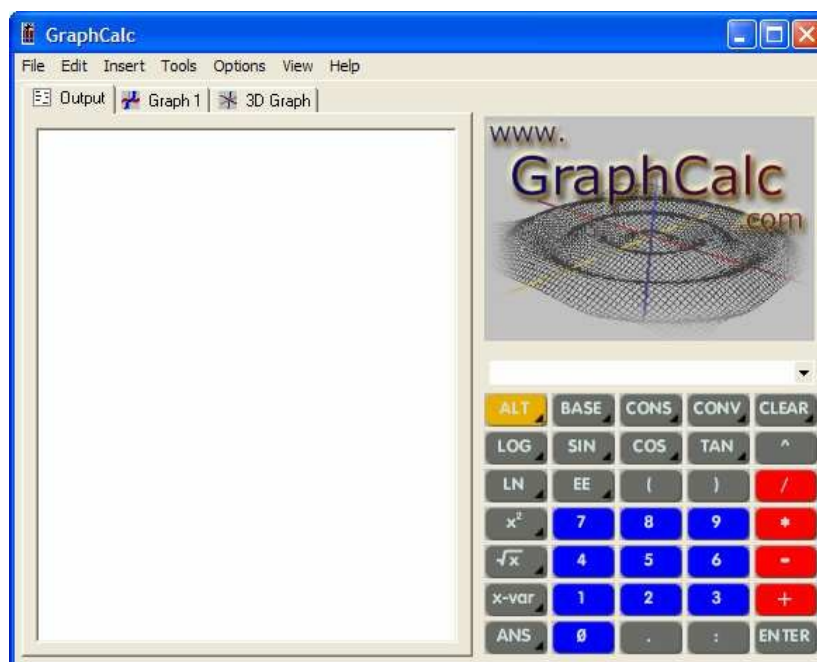 GraphCalc
File Edit Insert Tools Options View Help
Output Graph 1 3D Graph
www.
GraphCalc
.com
ALT BASE CONS CONV CLEAR
LOG SIN COS TAN ^
LN EE ( ) /
x² 7 8 9 *
√x 4 5 6 -
x-var 1 2 3 +
ANS 0 . : ENTER